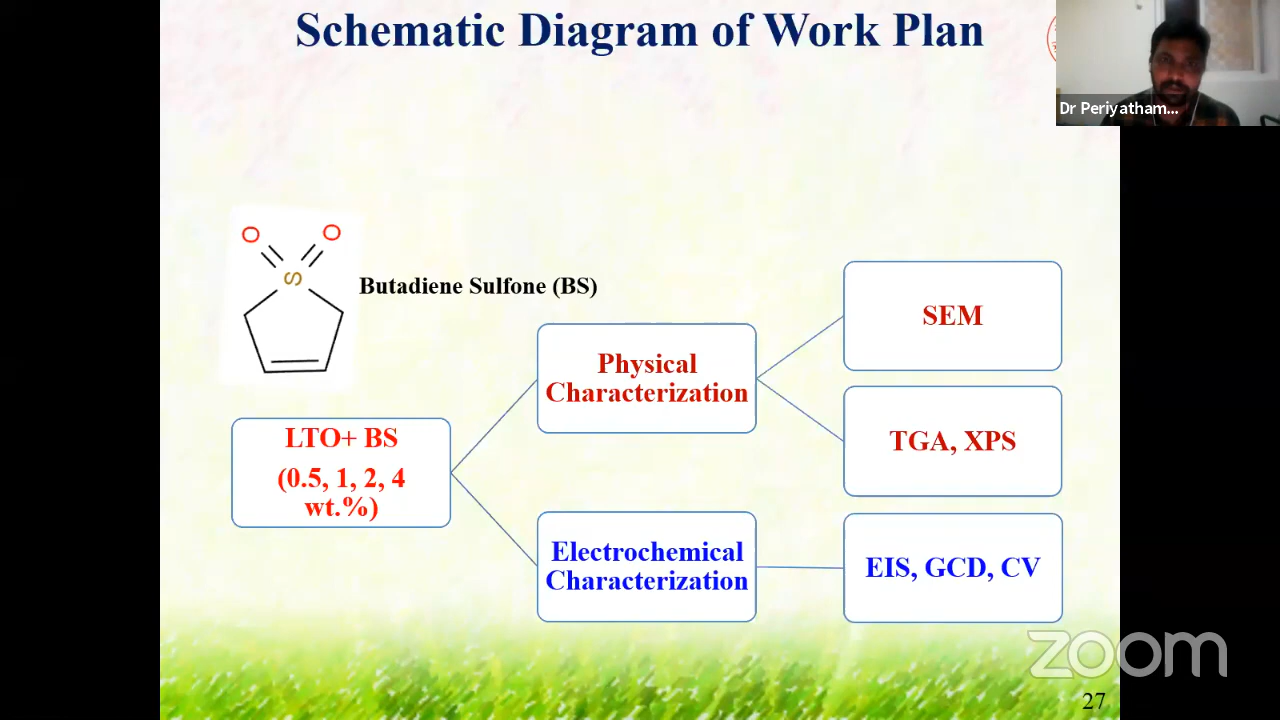 Schematic Diagram of Work Plan
Dr Periyatham...
O
O
S
Butadiene Sulfone (BS)
SEM
Physical
Characterization
TGA, XPS
LTO+ BS
(0.5, 1, 2, 4
wt.%)
Electrochemical
Characterization
EIS, GCD, CV
zoom
27